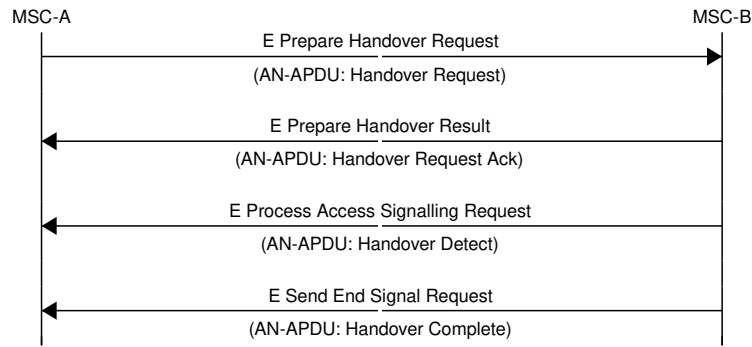 MSC-A
MSC-B
E Prepare Handover Request
(AN-APDU: Handover Request)
E Prepare Handover Result
(AN-APDU: Handover Request Ack)
E Process Access Signalling Request
(AN-APDU: Handover Detect)
E Send End Signal Request
(AN-APDU: Handover Complete)